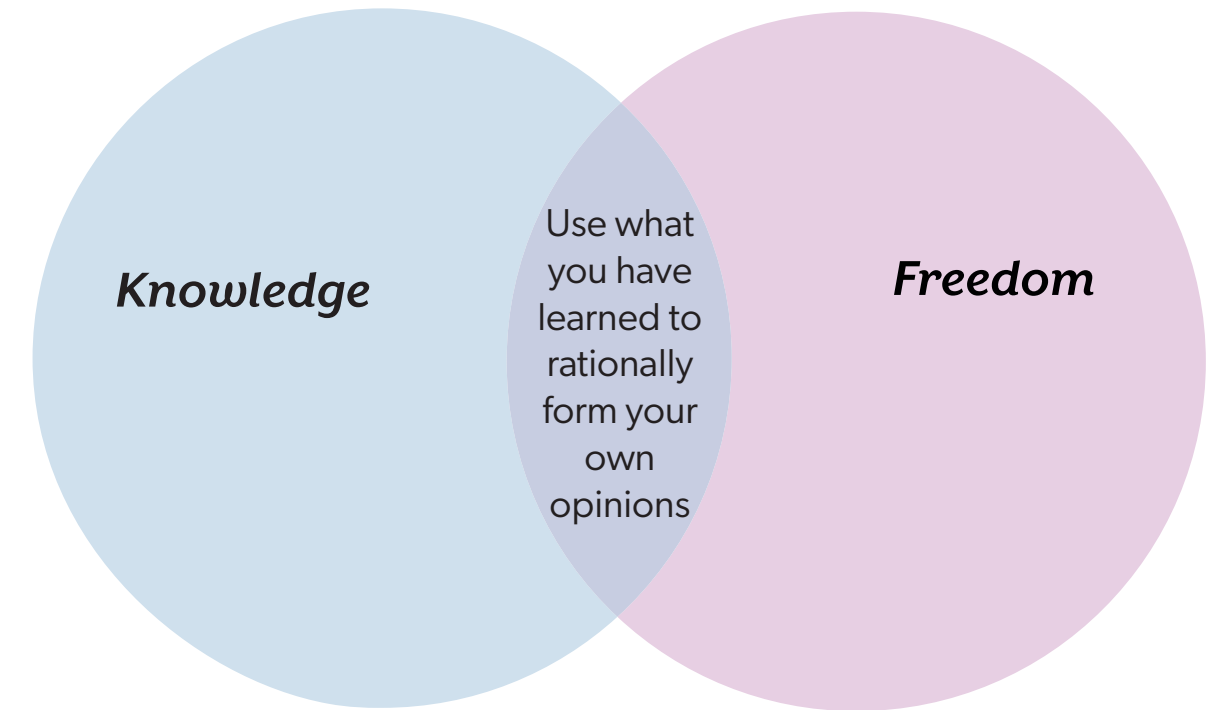 Knowledge
Use what
you have
learned to
rationally
form your
own
opinions
Freedom